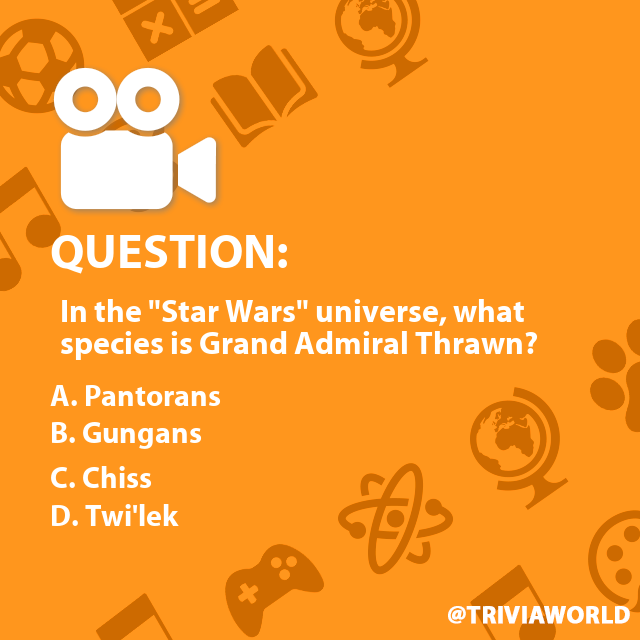 QUESTION:
In the "Star Wars" universe, what
species is Grand Admiral Thrawn?
A. Pantorans
B. Gungans
C. Chiss
D. Twi'lek
@TRIVIAWORLD